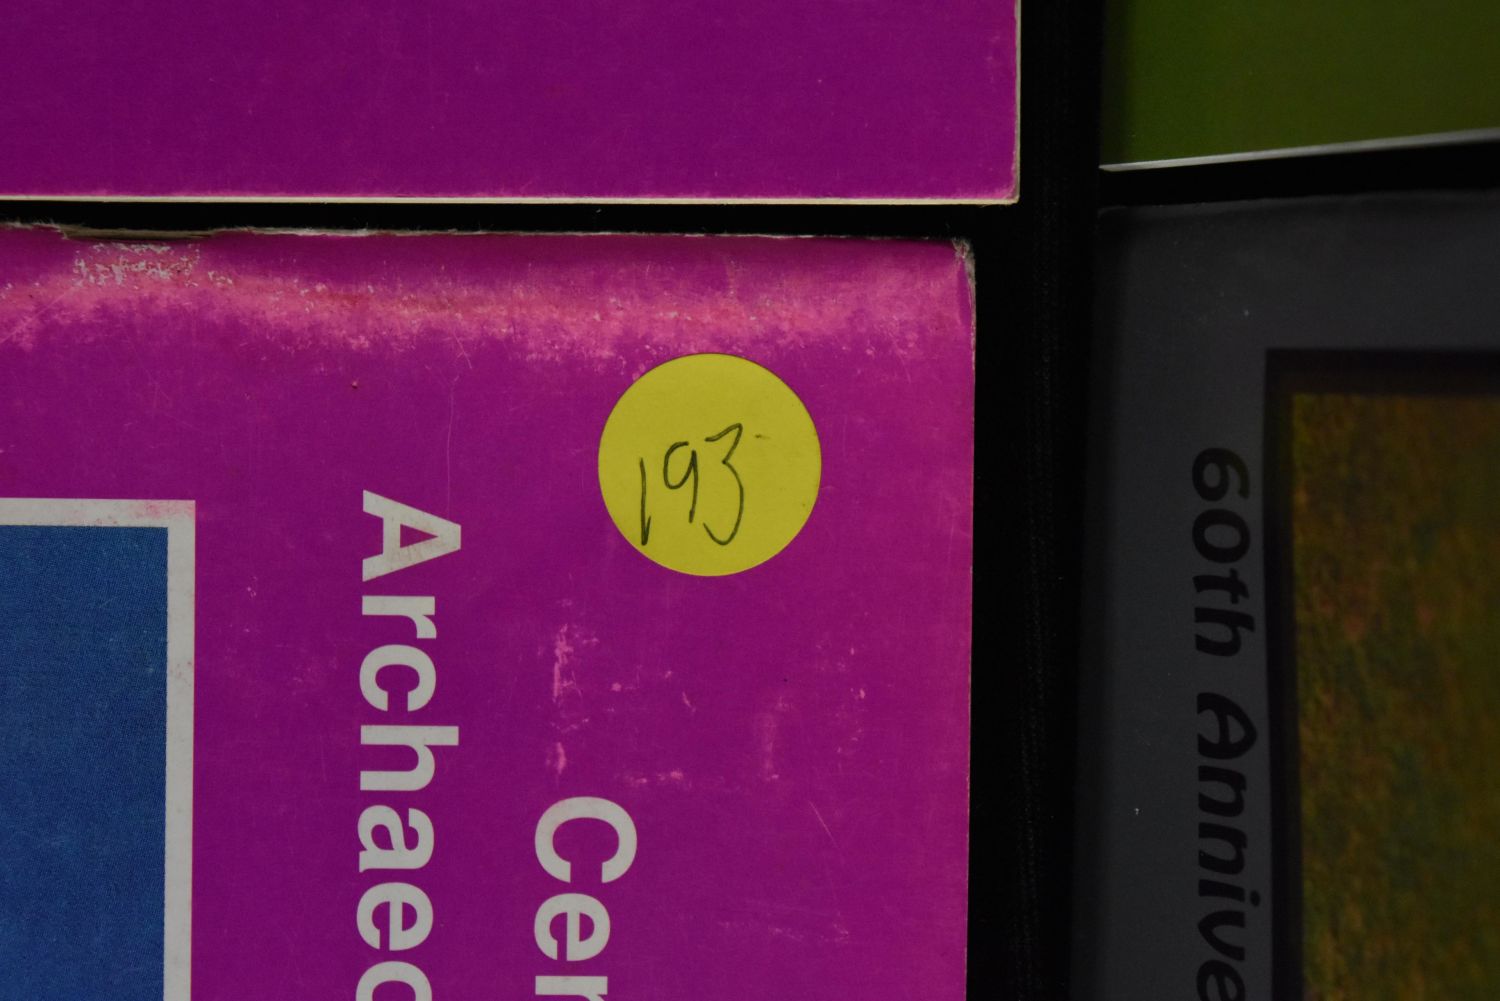 193
Cer
Archaeo
60th Annive